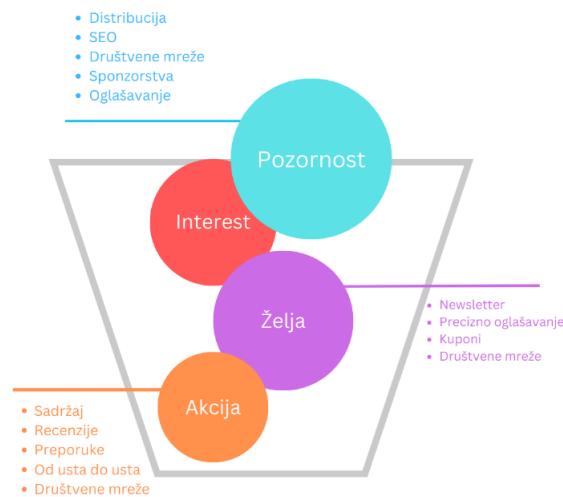 Distribucija
SEO
Društvene mreže
Sponzorstva
Oglašavanje
Pozornost
Interest
Želja
Newsletter
Precizno oglašavanje
Kuponi
Društvene mreže
Akcija
Sadržaj
Recenzije
Preporuke
Od usta do usta
Društvene mreže